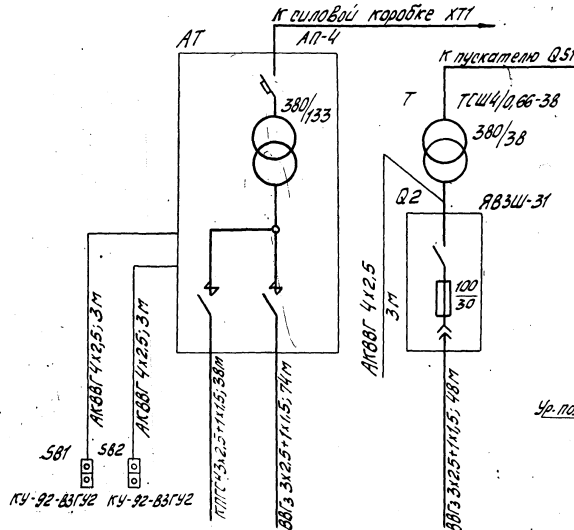 К силовой коробке ХТ1
АТ
АП-4
К пускателю QS1
380/133
Т
ТСШ4/0,66-38
380/38
Q2
ЯВЗШ-31
100
30
АКВВГ 4х2,5
3м
АКВВГ 4х2,5; 3м
АКВВГ 4х2,5; 3м
КПГСН 3х2.5+1х1.5; 38м
ВВГз 3х2.5+1х1.5; 74м
ВВГз 3х2.5+1х1,5; 48м
SB1
SB2
КУ-92-ВЗГУ2
КУ-92-ВЗГУ2
Ур. по